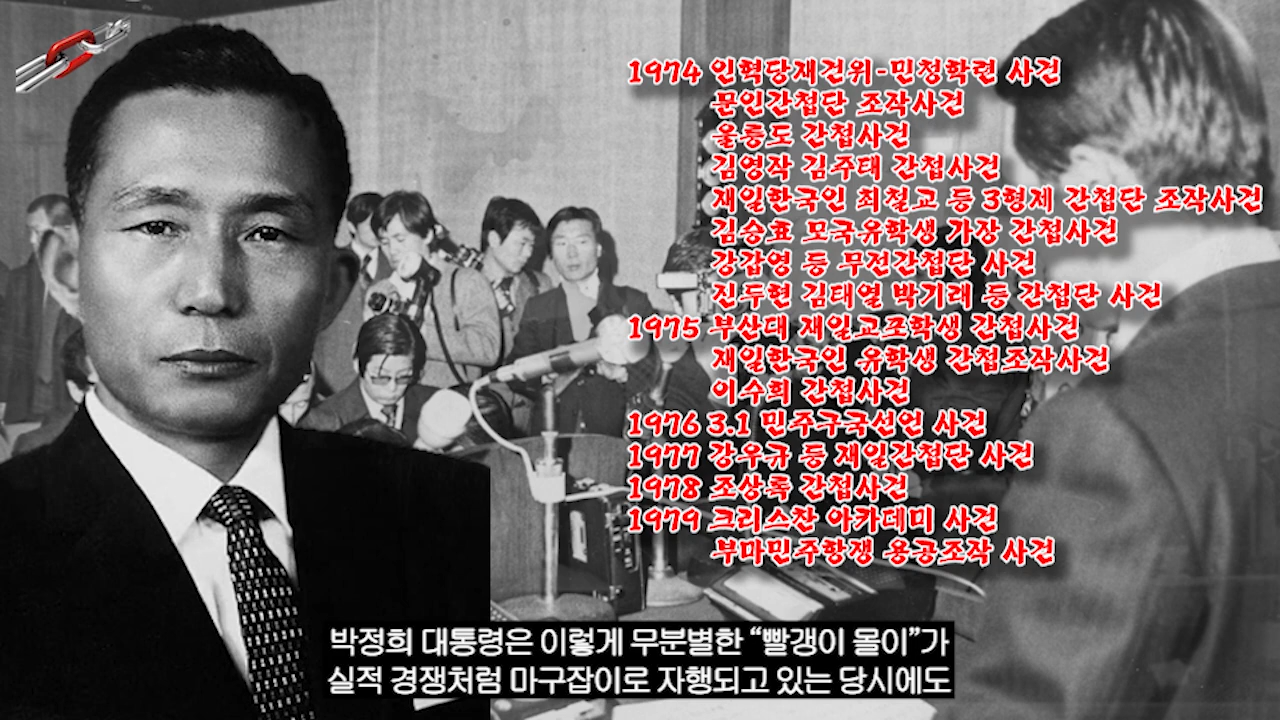 1974 인혁당재건위-민청학련 사건
문인간첩단 조작사건
울릉도 간첩사건
김영작 김주태 간첩사건
재일한국인 최철교 등 3형제 간첩단 조작사건
김승효 모국유학생 가장 간첩사건
강갑영 등 무전간첩단 사건
진두현 김태열 박기래 등 간첩단 사건
1975 부산대 재일교포학생 간첩사건
재일한국인 유학생 간첩조작사건
이수희 간첩사건
1976 3.1 민주구국선언 사건
1977 강우규 등 재일간첩단 사건
1978 조상록 간첩사건
1979 크리스찬 아카데미 사건
부마민주항쟁 용공조작 사건
박정희 대통령은 이렇게 무분별한 “빨갱이 몰이”가
실적 경쟁처럼 마구잡이로 자행되고 있는 당시에도